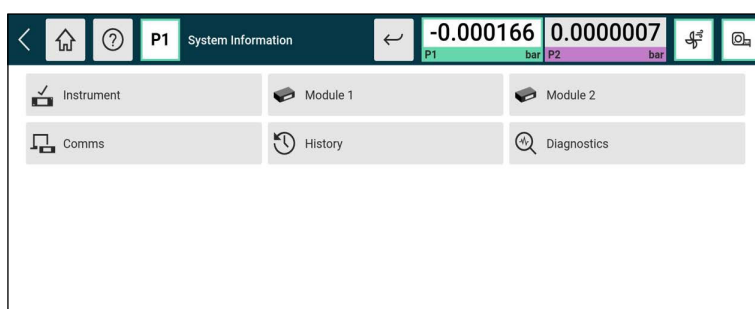 P1 System Information
-0.000166 0.0000007
P1 bar P2 bar
Instrument Module 1 Module 2
Comms History Diagnostics